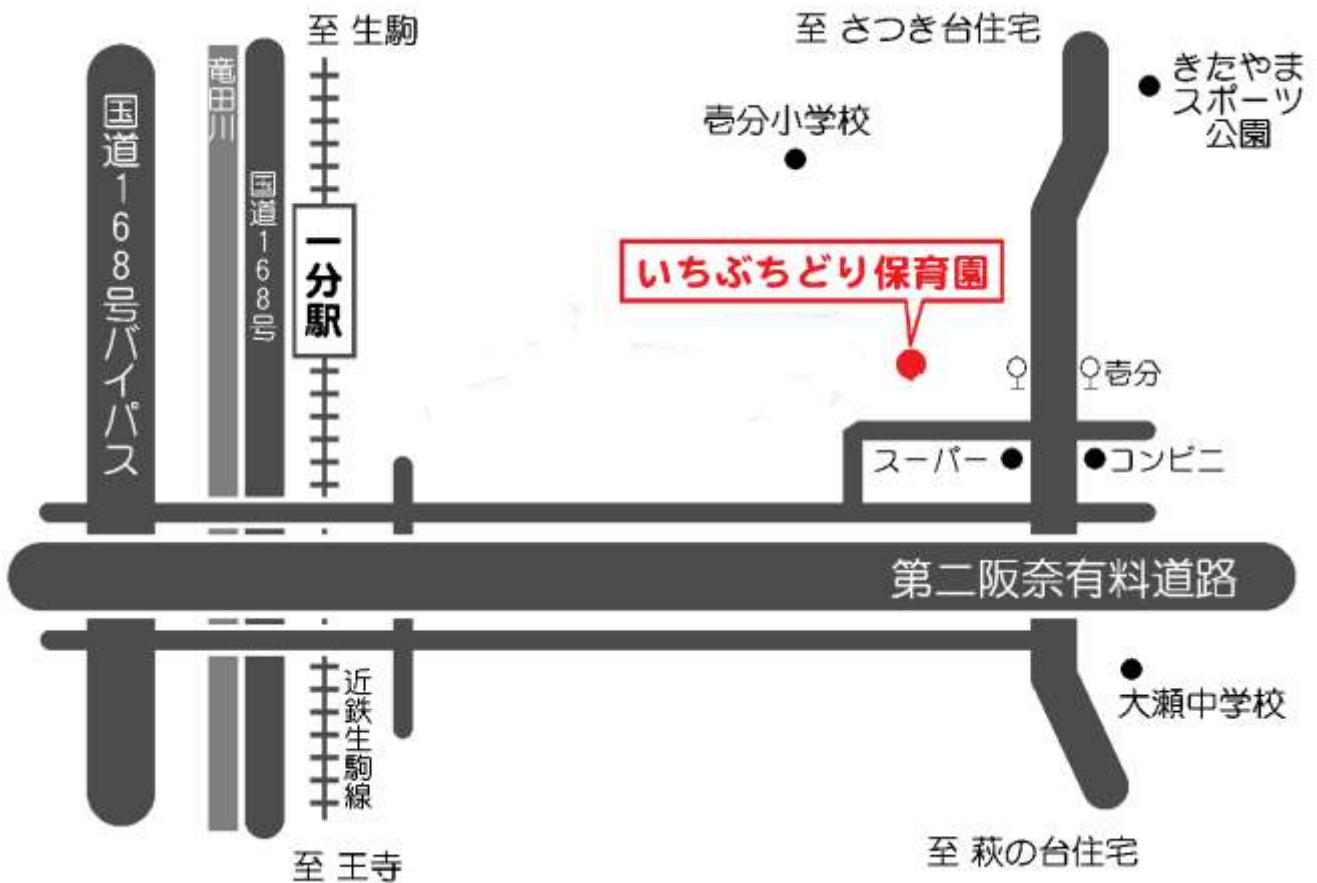 至 生駒
至 さつき台住宅
きたやま
スポーツ
公園
竜田川
国道168号バイパス
壱分小学校
国道168号
一分駅
いちぶちどり保育園
壱分
スーパー
コンビニ
第二阪奈有料道路
近鉄生駒線
大瀬中学校
至 萩の台住宅
至 王寺